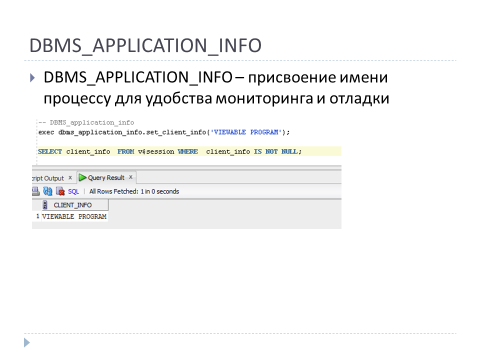 DBMS_APPLICATION_INFO
DBMS_APPLICATION_INFO – присвоение имени
процессу для удобства мониторинга и отладки
-- DBMS_application_info
exec dbms_application_info.set_client_info('VIEWABLE PROGRAM');
SELECT client_info FROM v$session WHERE client_info IS NOT NULL;
cript Output x Query Result x
SQL | All Rows Fetched: 1 in 0 seconds
CLIENT_INFO
1 VIEWABLE PROGRAM